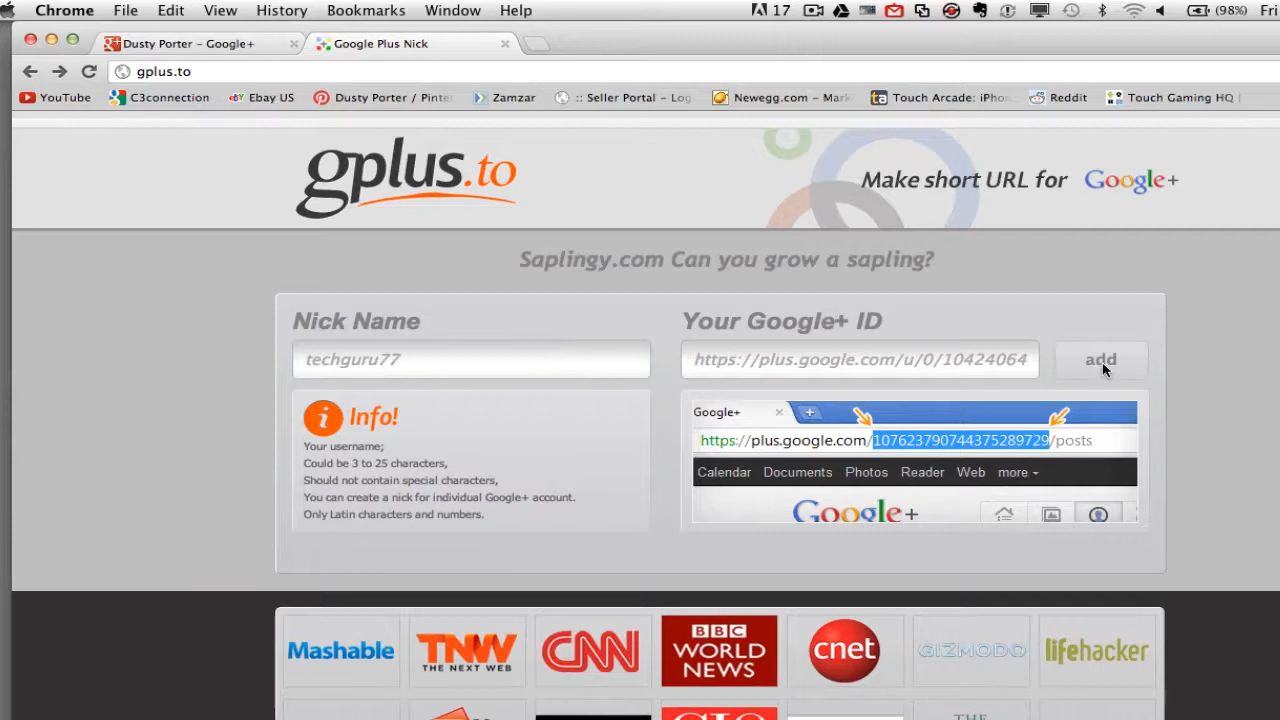 Chrome File Edit View History Bookmarks Window Help 17 (98%) Fri
Dusty Porter – Google+ Google Plus Nick
gplus.to
YouTube C3connection Ebay US Dusty Porter / Pinte Zamzar :: Seller Portal – Log Newegg.com – Mark Touch Arcade: iPho Reddit Touch Gaming HQ |
gplus.to Make short URL for Google+
Saplingy.com Can you grow a sapling?
Nick Name Your Google+ ID
techguru77 https://plus.google.com/u/0/10424064 add
Info!
Your username;
Could be 3 to 25 characters,
Should not contain special characters,
You can create a nick for individual Google+ account.
Only Latin characters and numbers.
Google+
https://plus.google.com/107623790744375289729/posts
Calendar Documents Photos Reader Web more
Google+
Mashable TNW THE NEXT WEB CNN BBC WORLD NEWS cnet GIZMODO lifehacker
THE